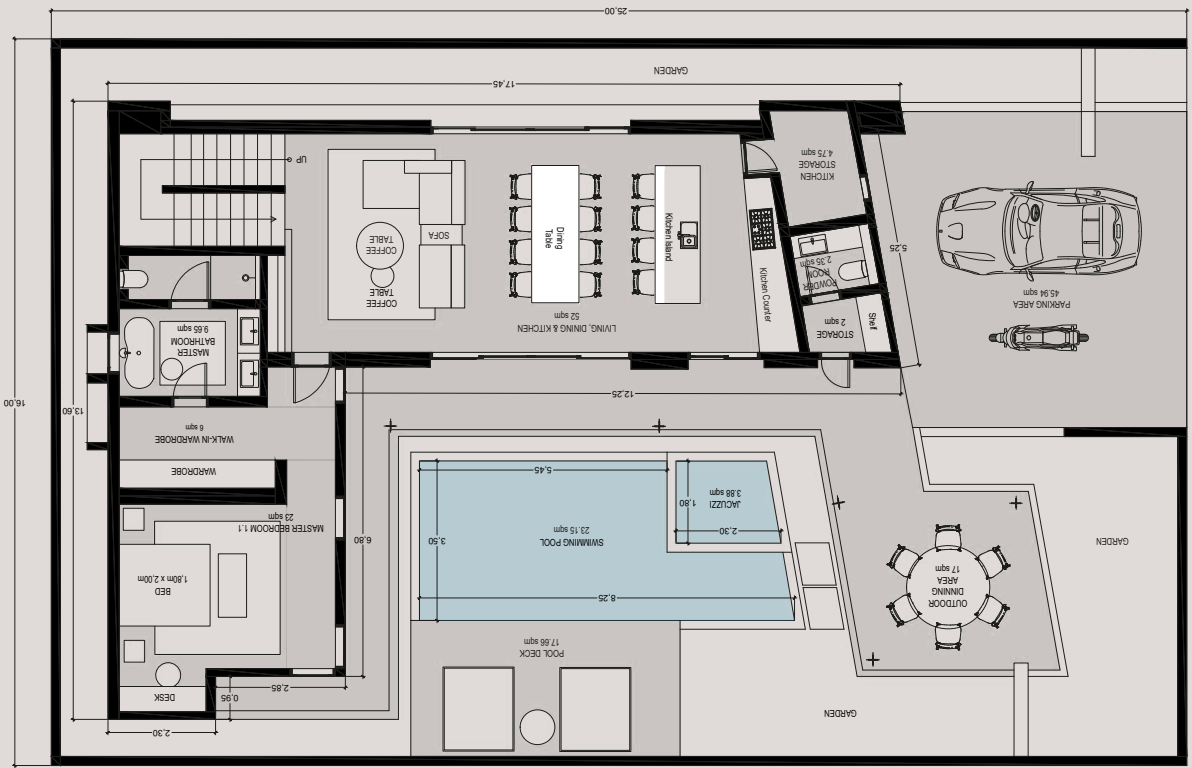 25,00
GARDEN
17,45
UP
KITCHEN
STORAGE
4.75 sqm
SOFA
COFFEE
TABLE
COFFEE
TABLE
Dining
Table
Kitchen Island
Kitchen Counter
POWDER
ROOM
2.35 sqm
5,25
PARKING AREA
45.94 sqm
STORAGE
2 sqm
Shelf
LIVING, DINING & KITCHEN
52 sqm
MASTER
BATHROOM
9.65 sqm
16,00
13,60
12,25
WALK-IN WARDROBE
6 sqm
WARDROBE
MASTER BEDROOM 1.1
23 sqm
6,80
5,45
3,50
SWIMMING POOL
23.15 sqm
1,80
JACUZZI
3.88 sqm
2,30
8,25
GARDEN
BED
1,80m x 2,00m
OUTDOOR
DINNING
AREA
17 sqm
POOL DECK
17.66 sqm
DESK
0,95
2,85
2,30
GARDEN